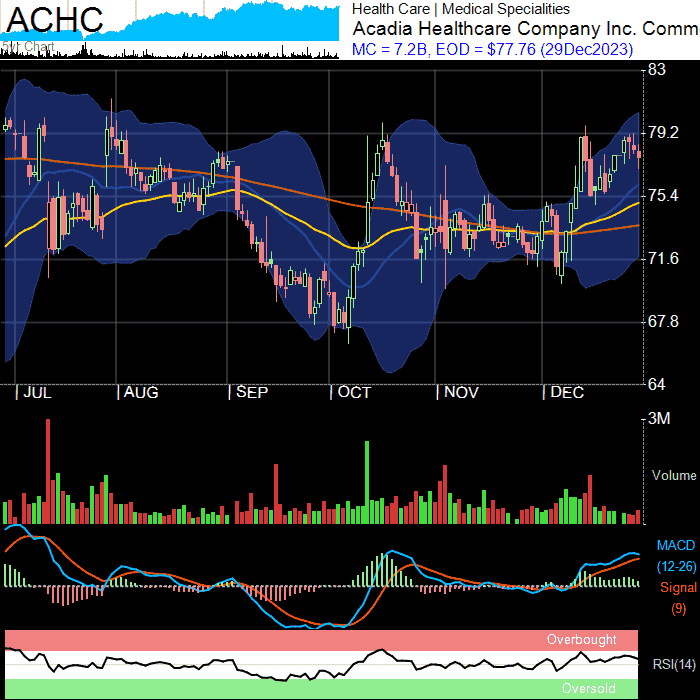 ACHC
5yr Chart
Health Care | Medical Specialities
Acadia Healthcare Company Inc. Comm
MC = 7.2B, EOD = $77.76 (29Dec2023)
83
79.2
75.4
71.6
67.8
64
| JUL | AUG | SEP | OCT | NOV | DEC
3M
Volume
MACD
(12-26)
Signal
(9)
Overbought
RSI(14)
Oversold